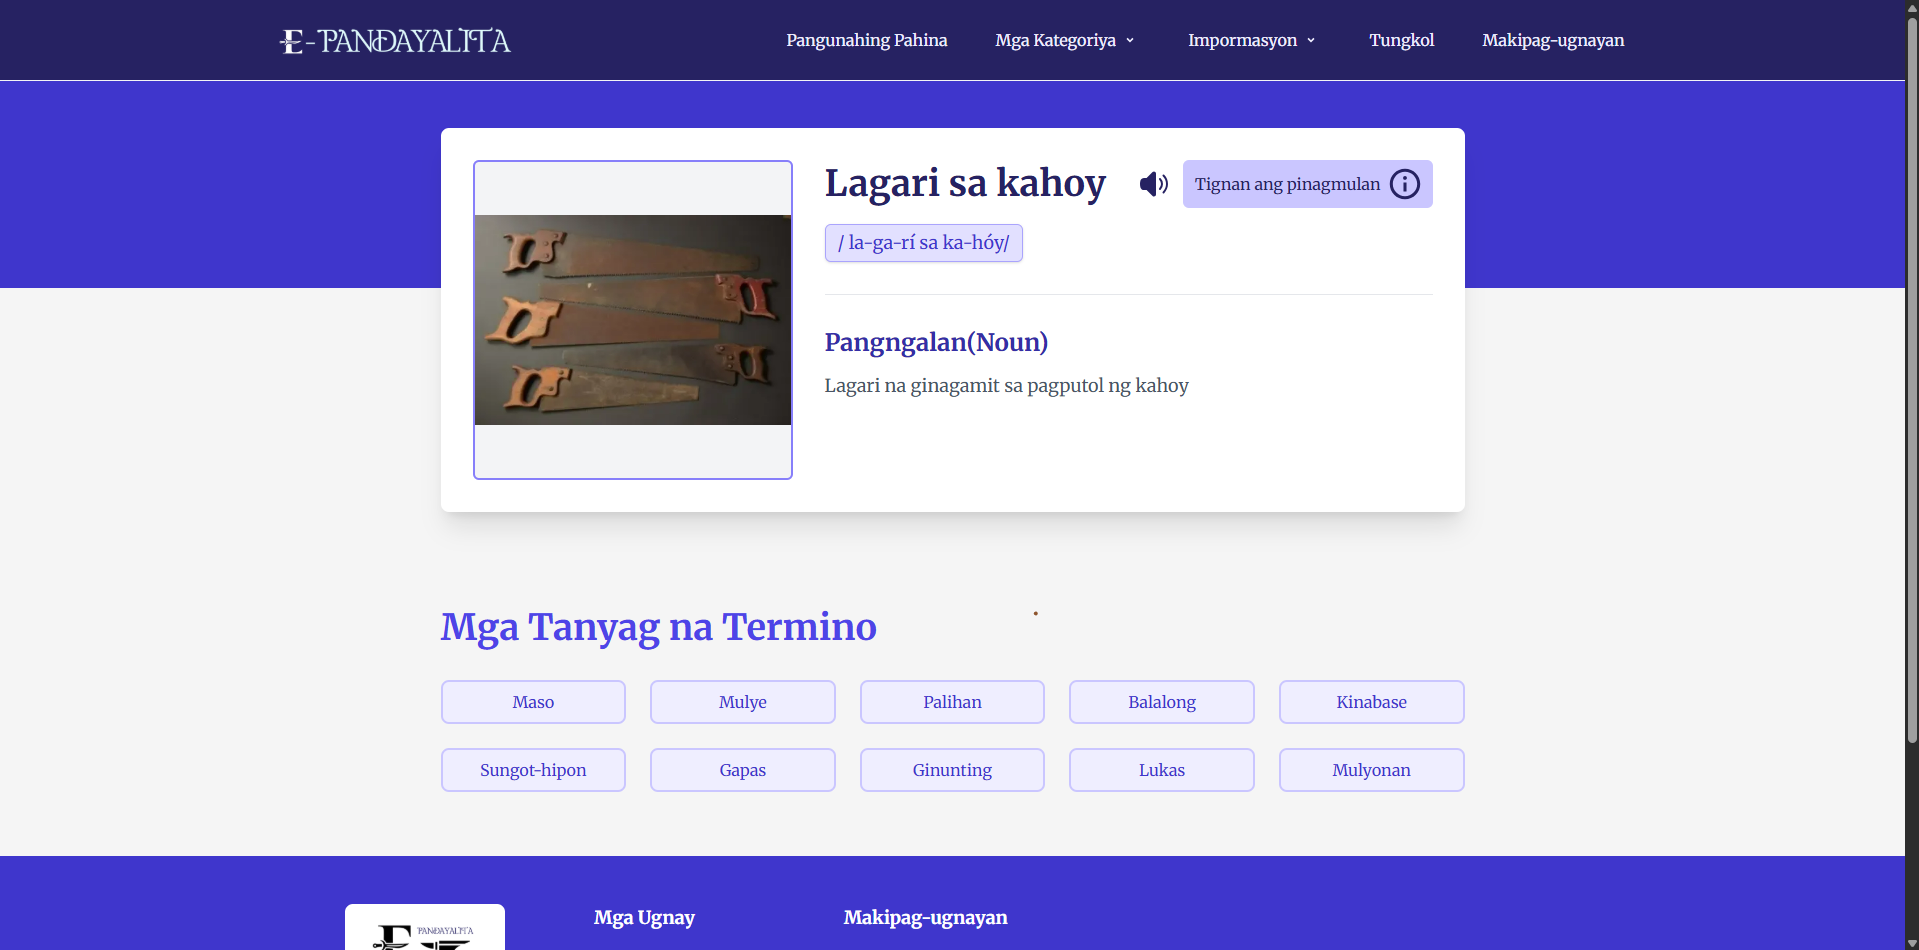 E-PANDAYALITA
Pangunahing Pahina
Mga Kategoriya
Impormasyon
Tungkol
Makipag-ugnayan
Lagari sa kahoy
Tignan ang pinagmulan
/ la-ga-rí sa ka-hóy/
Pangngalan(Noun)
Lagari na ginagamit sa pagputol ng kahoy
Mga Tanyag na Termino
Maso
Mulye
Palihan
Balalong
Kinabase
Sungot-hipon
Gapas
Ginunting
Lukas
Mulyonan
E PANDAYALITA
Mga Ugnay
Makipag-ugnayan